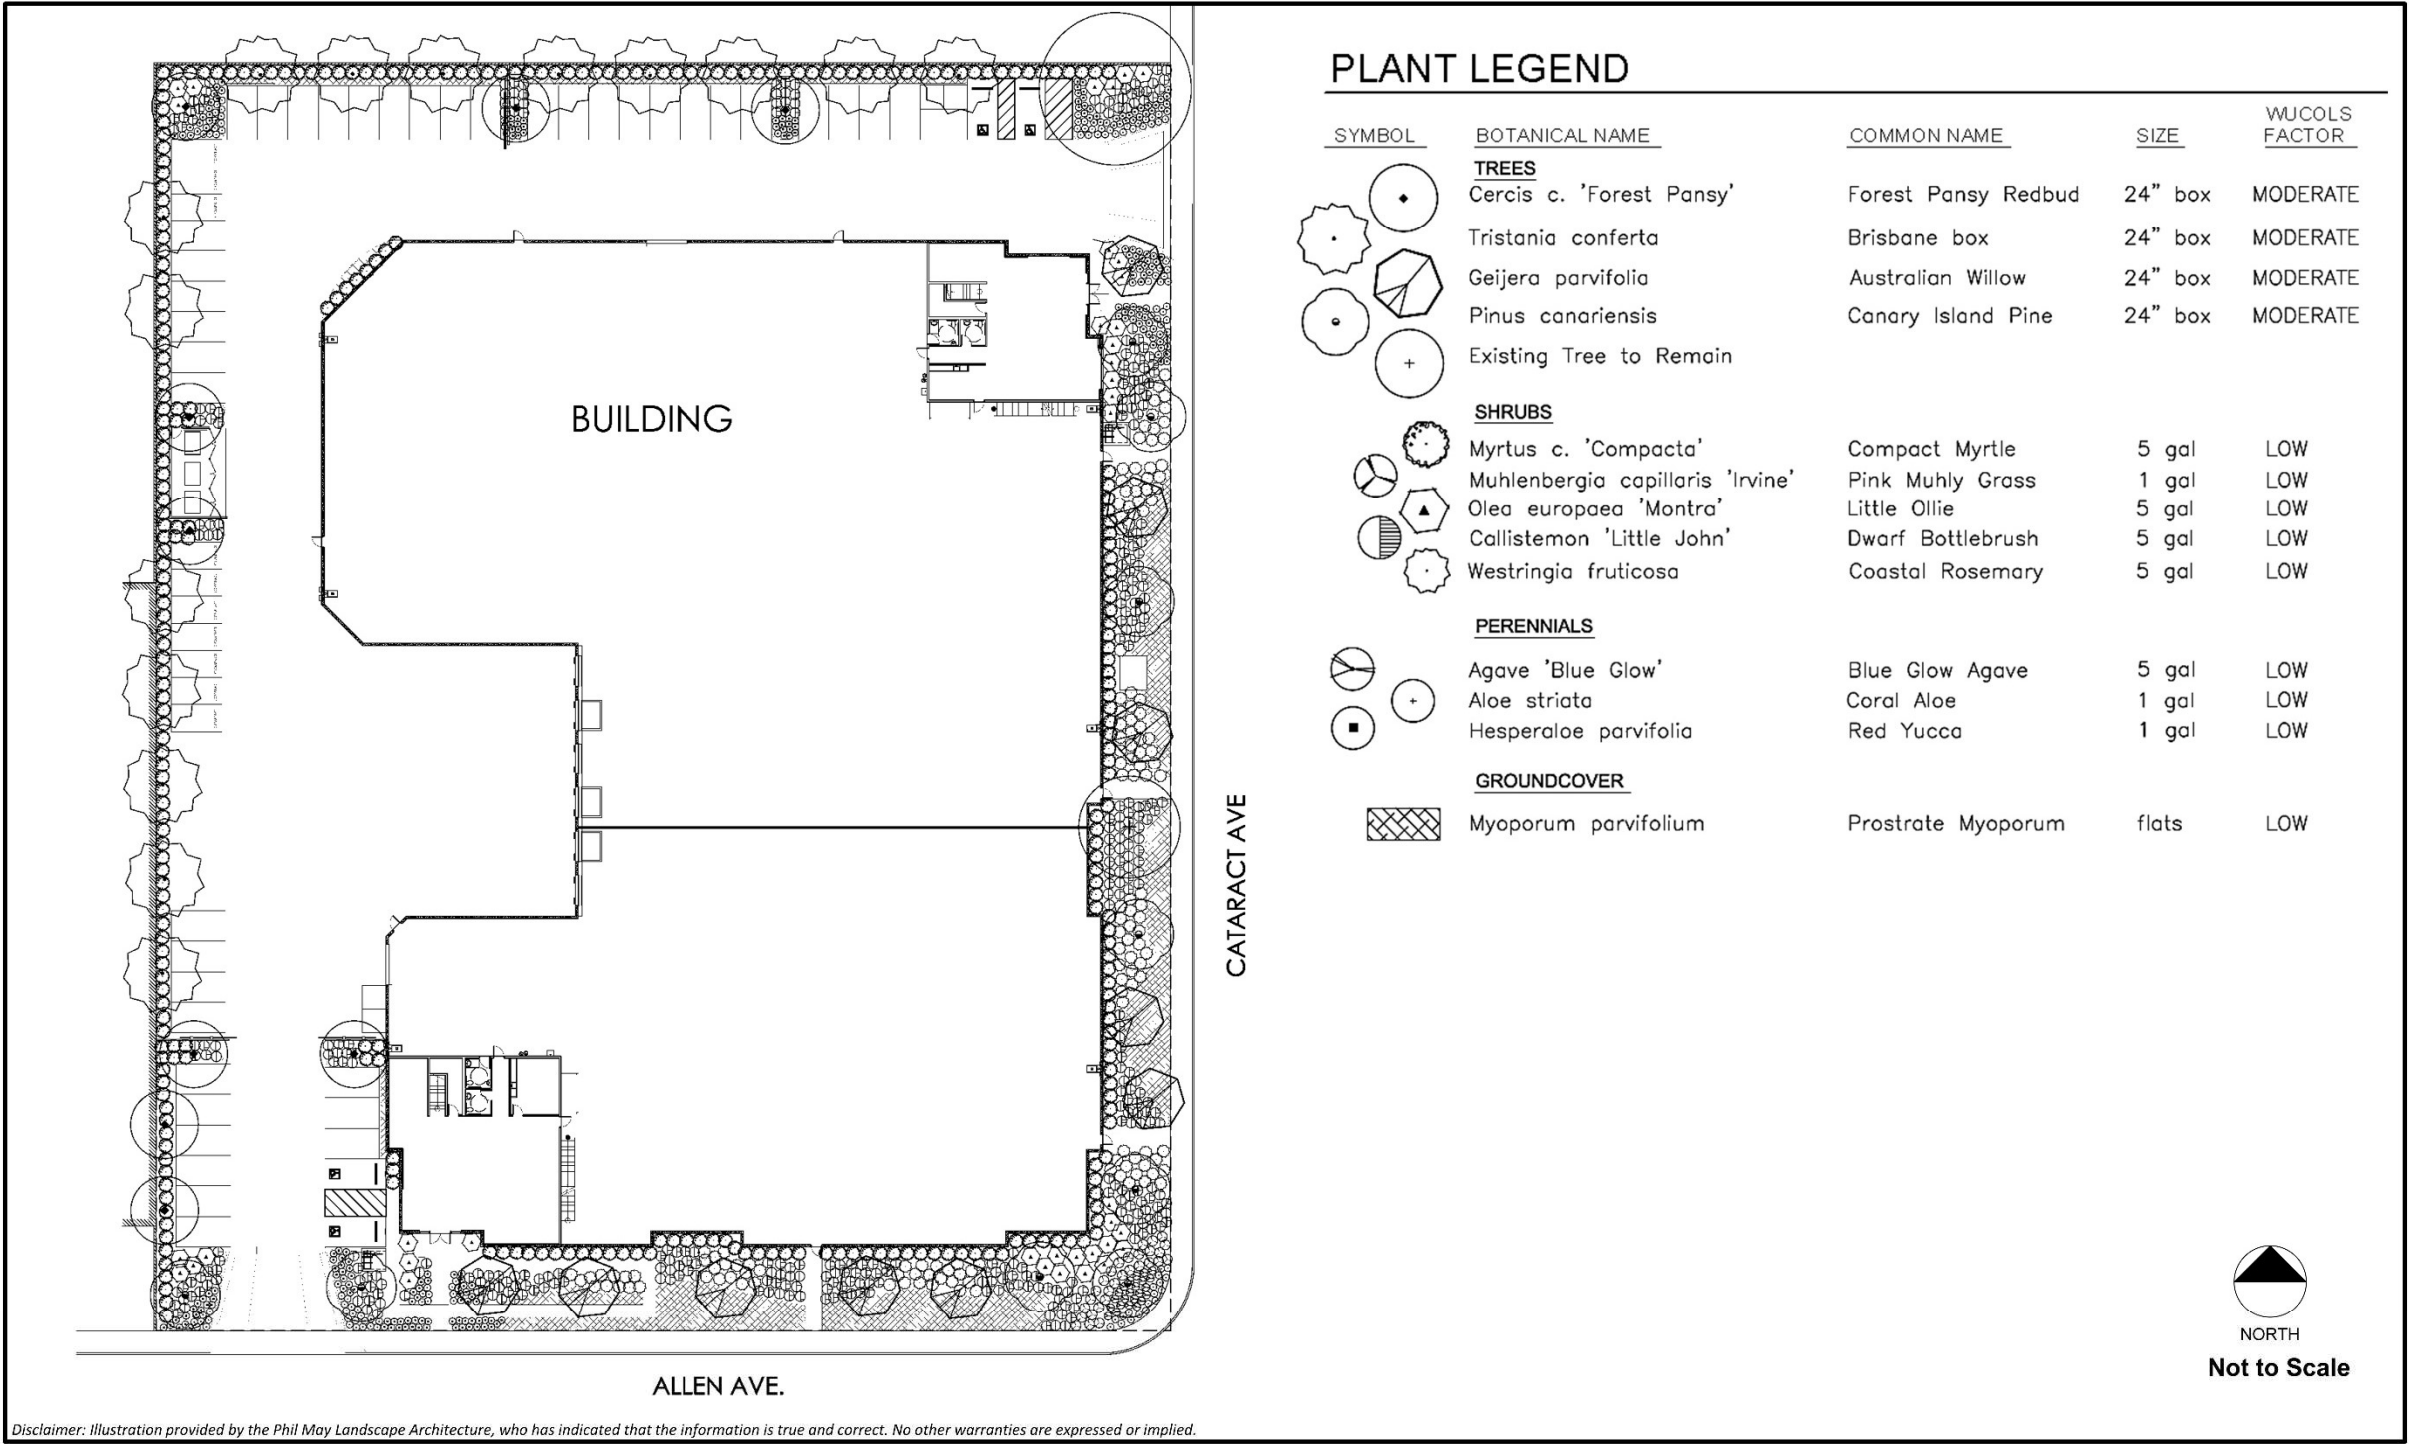 PLANT LEGEND
SYMBOL BOTANICAL NAME COMMON NAME SIZE WUCOLS FACTOR
TREES
Cercis c. 'Forest Pansy' Forest Pansy Redbud 24" box MODERATE
Tristania conferta Brisbane box 24" box MODERATE
Geijera parvifolia Australian Willow 24" box MODERATE
Pinus canariensis Canary Island Pine 24" box MODERATE
Existing Tree to Remain
SHRUBS
Myrtus c. 'Compacta' Compact Myrtle 5 gal LOW
Muhlenbergia capillaris 'Irvine' Pink Muhly Grass 1 gal LOW
Olea europaea 'Montra' Little Ollie 5 gal LOW
Callistemon 'Little John' Dwarf Bottlebrush 5 gal LOW
Westringia fruticosa Coastal Rosemary 5 gal LOW
PERENNIALS
Agave 'Blue Glow' Blue Glow Agave 5 gal LOW
Aloe striata Coral Aloe 1 gal LOW
Hesperaloe parvifolia Red Yucca 1 gal LOW
GROUNDCOVER
Myoporum parvifolium Prostrate Myoporum flats LOW
BUILDING
CATARACT AVE
ALLEN AVE.
NORTH
Not to Scale
Disclaimer: Illustration provided by the Phil May Landscape Architecture, who has indicated that the information is true and correct. No other warranties are expressed or implied.